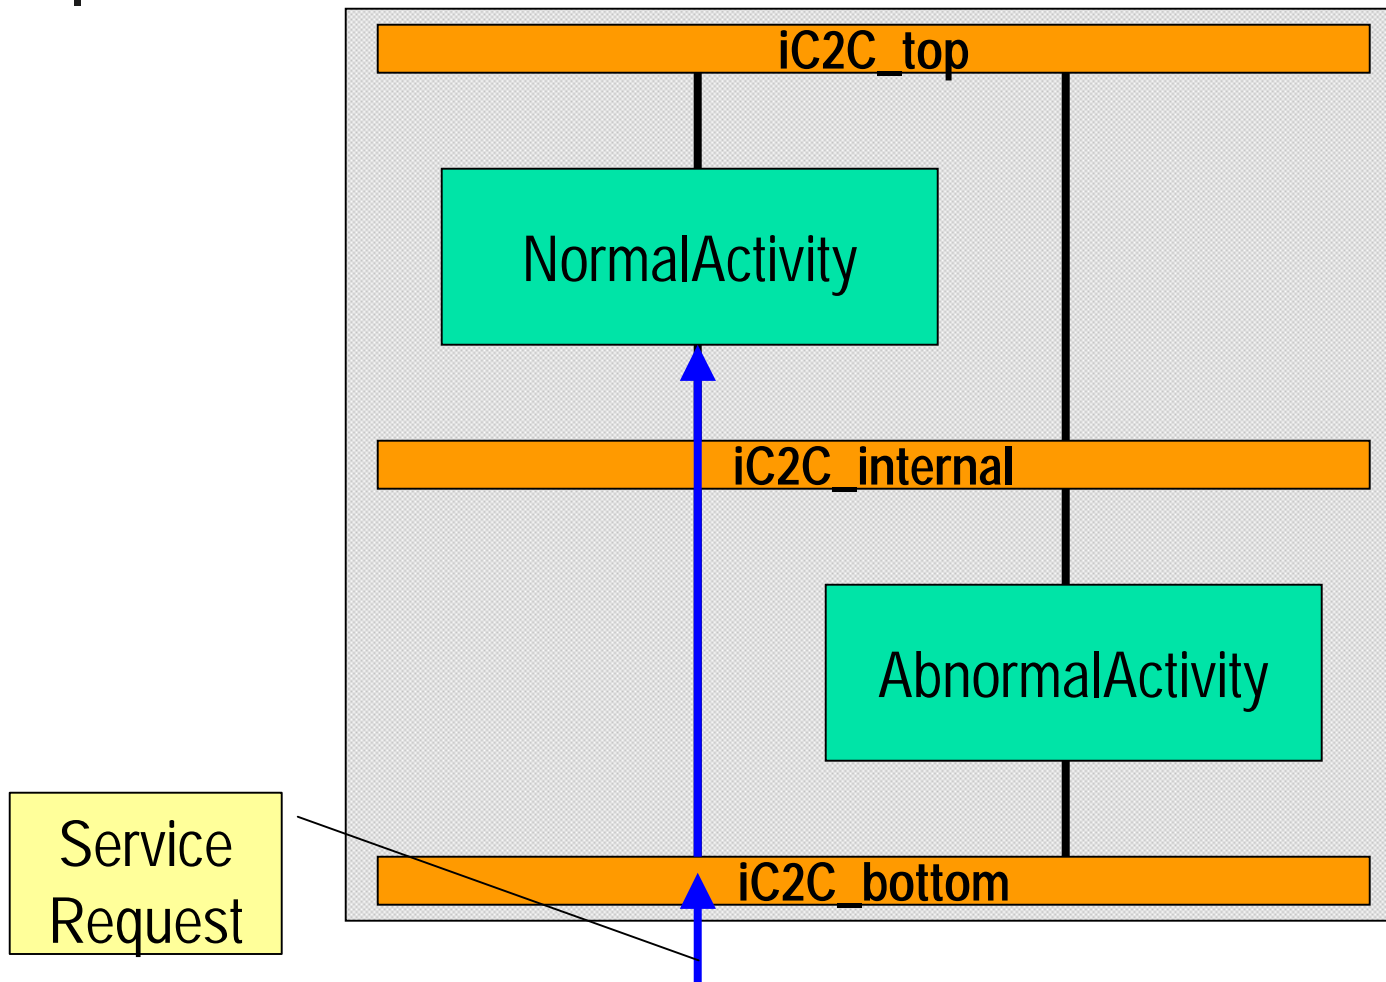 iC2C_top
NormalActivity
iC2C_internal
AbnormalActivity
Service
Request
iC2C_bottom